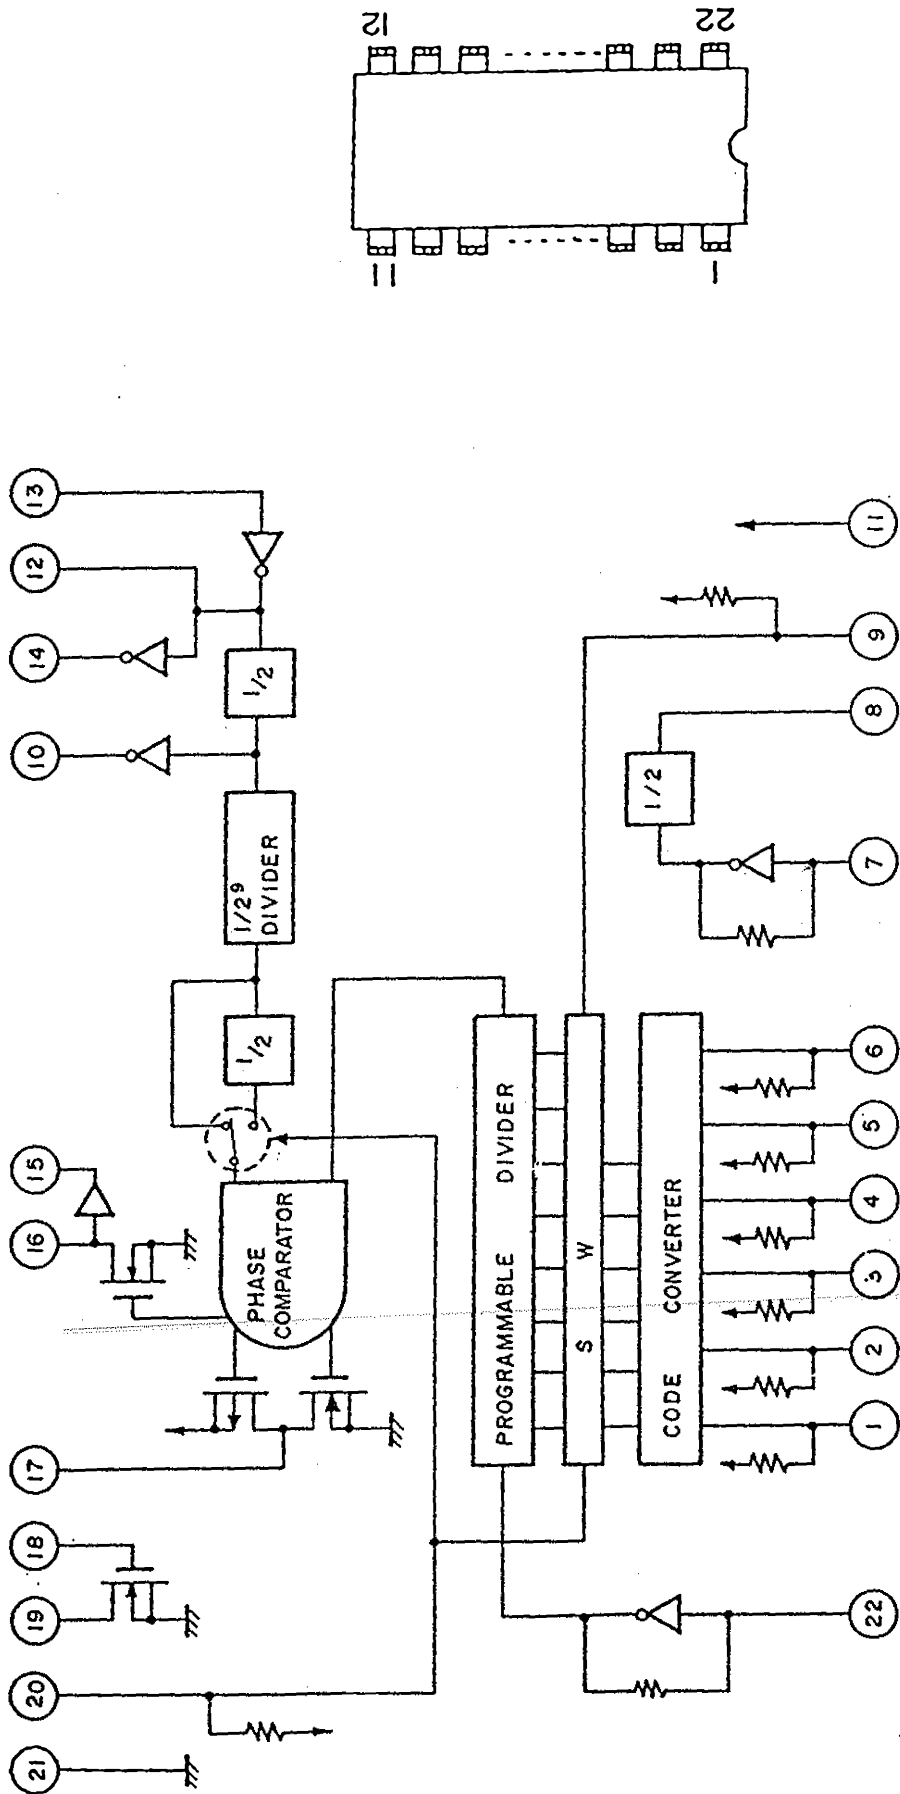 21 20 19 18 17 16 15 10 14 12 13
PHASE
COMPARATOR
1/2
1/2⁹
DIVIDER
1/2
PROGRAMMABLE DIVIDER
S W
CODE CONVERTER
1/2
22 1 2 3 4 5 6 7 8 9 11
12 22
11 1